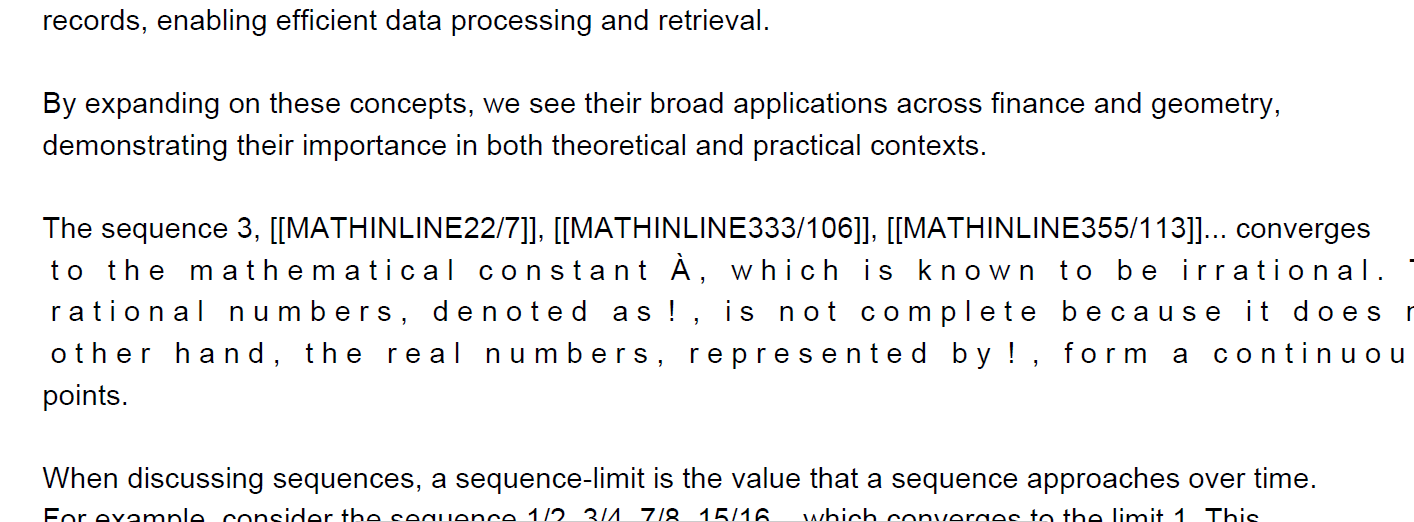 records, enabling efficient data processing and retrieval.
By expanding on these concepts, we see their broad applications across finance and geometry,
demonstrating their importance in both theoretical and practical contexts.
The sequence 3, [[MATHINLINE22/7]], [[MATHINLINE333/106]], [[MATHINLINE355/113]]... converges
to the mathematical constant À, which is known to be irrational.
rational numbers, denoted as !, is not complete because it does
other hand, the real numbers, represented by !, form a continuou
points.
When discussing sequences, a sequence-limit is the value that a sequence approaches over time.
For example, consider the sequence 1/2, 3/4, 7/8, 15/16... which converges to the limit 1. This